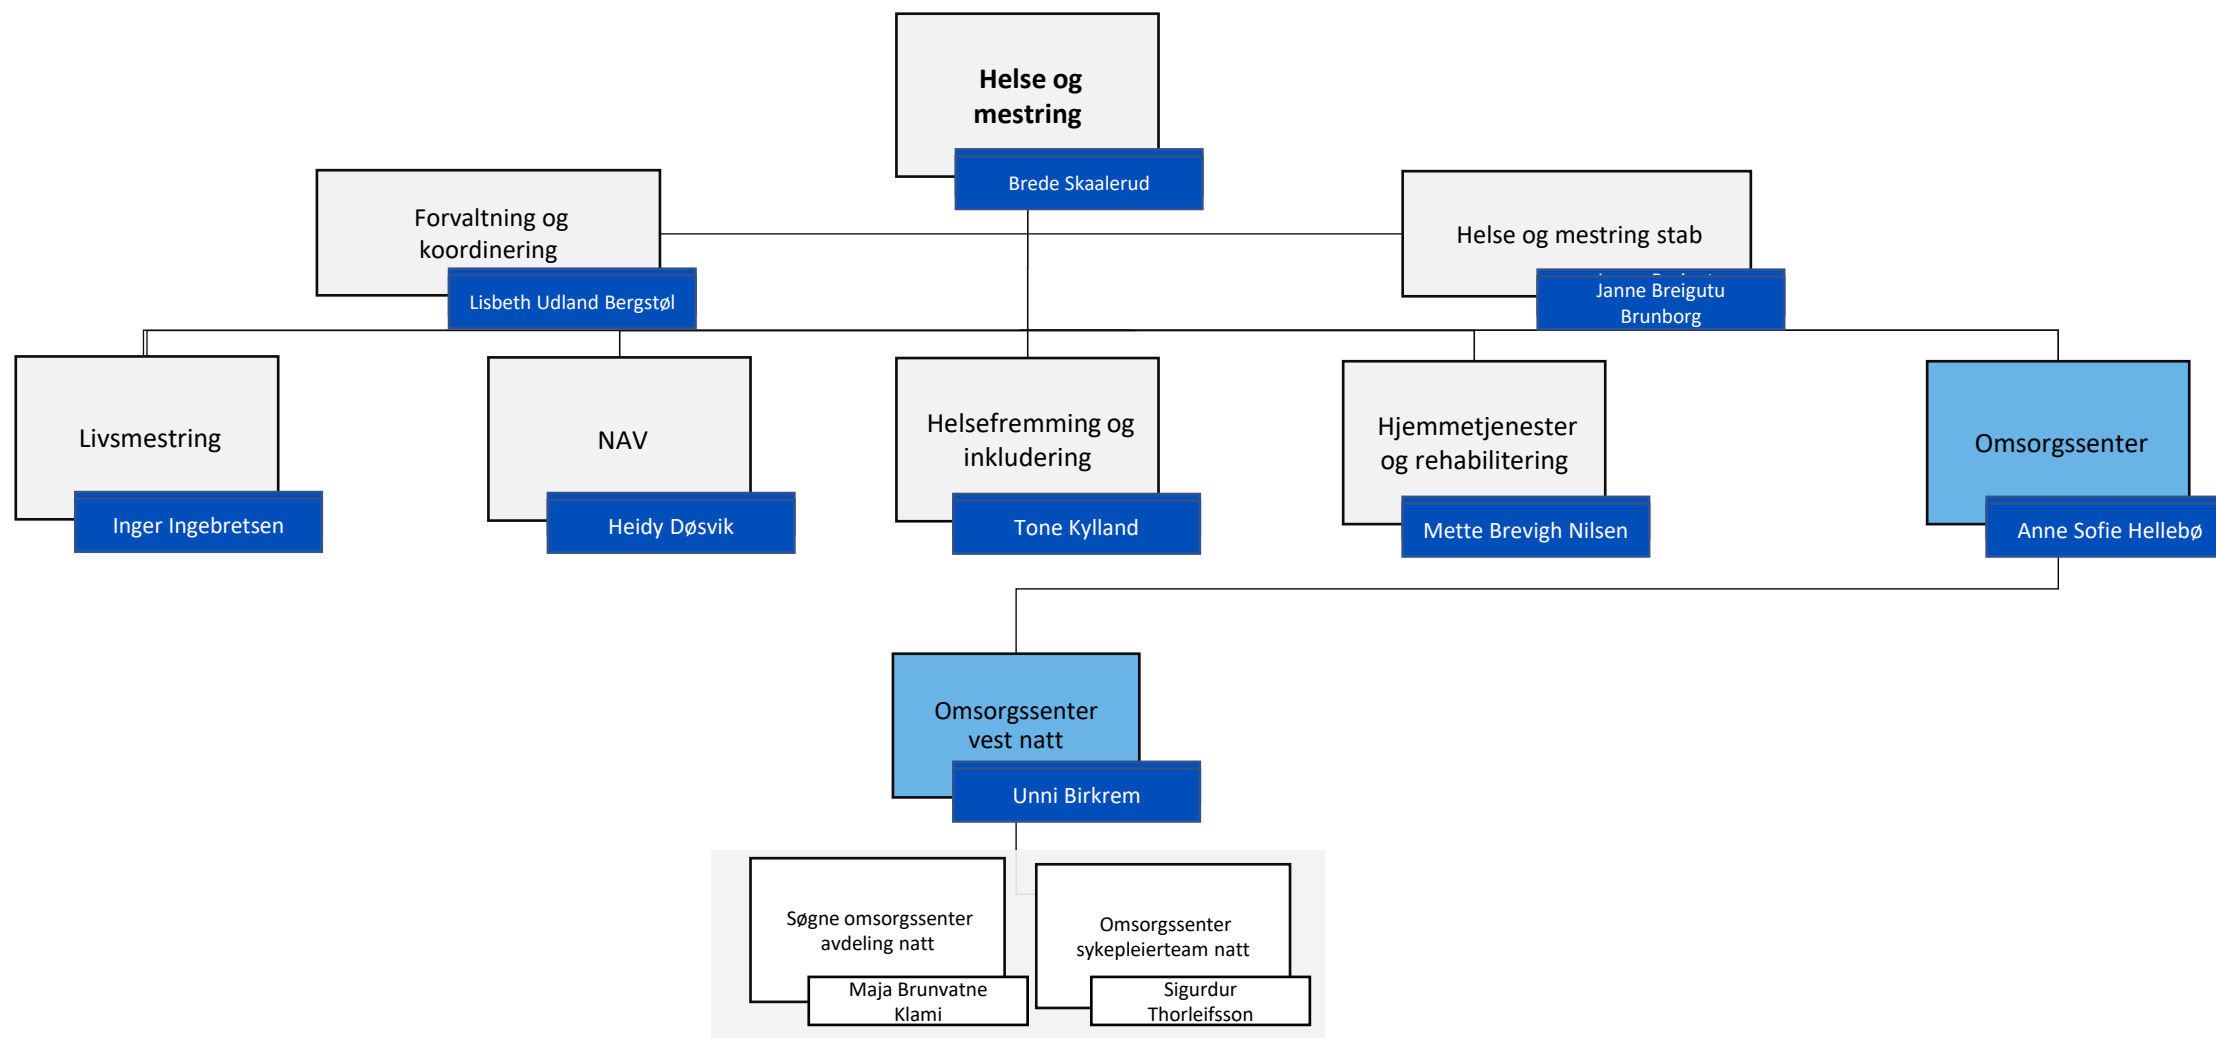 Helse og
mestring
Brede Skaalerud
Forvaltning og
koordinering
Lisbeth Udland Bergstøl
Helse og mestring stab
Janne Breigutu
Brunborg
Livsmestring
Inger Ingebretsen
NAV
Heidy Døsvik
Helsefremming og
inkludering
Tone Kylland
Hjemmetjenester
og rehabilitering
Mette Brevigh Nilsen
Omsorgssenter
Anne Sofie Hellebø
Omsorgssenter
vest natt
Unni Birkrem
Søgne omsorgssenter
avdeling natt
Maja Brunvatne
Klami
Omsorgssenter
sykepleierteam natt
Sigurdur
Thorleifsson